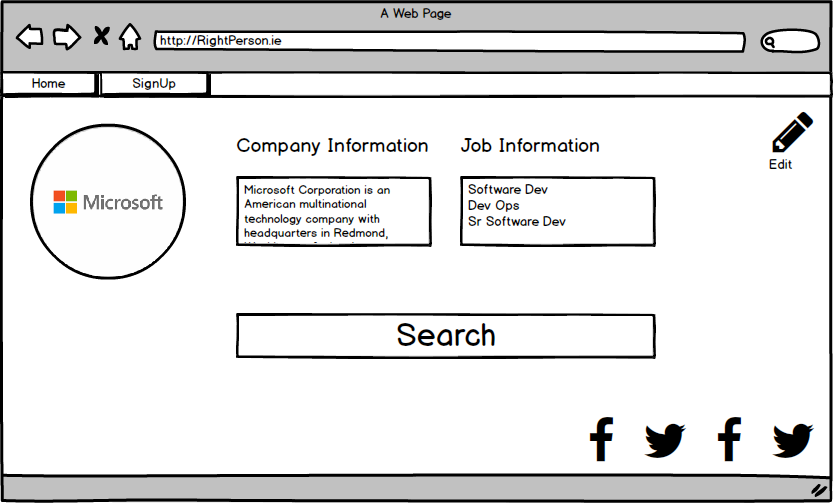 A Web Page
http://RightPerson.ie
Home
SignUp
Company Information
Job Information
Edit
Microsoft
Microsoft Corporation is an
American multinational
technology company with
headquarters in Redmond,
Software Dev
Dev Ops
Sr Software Dev
Search